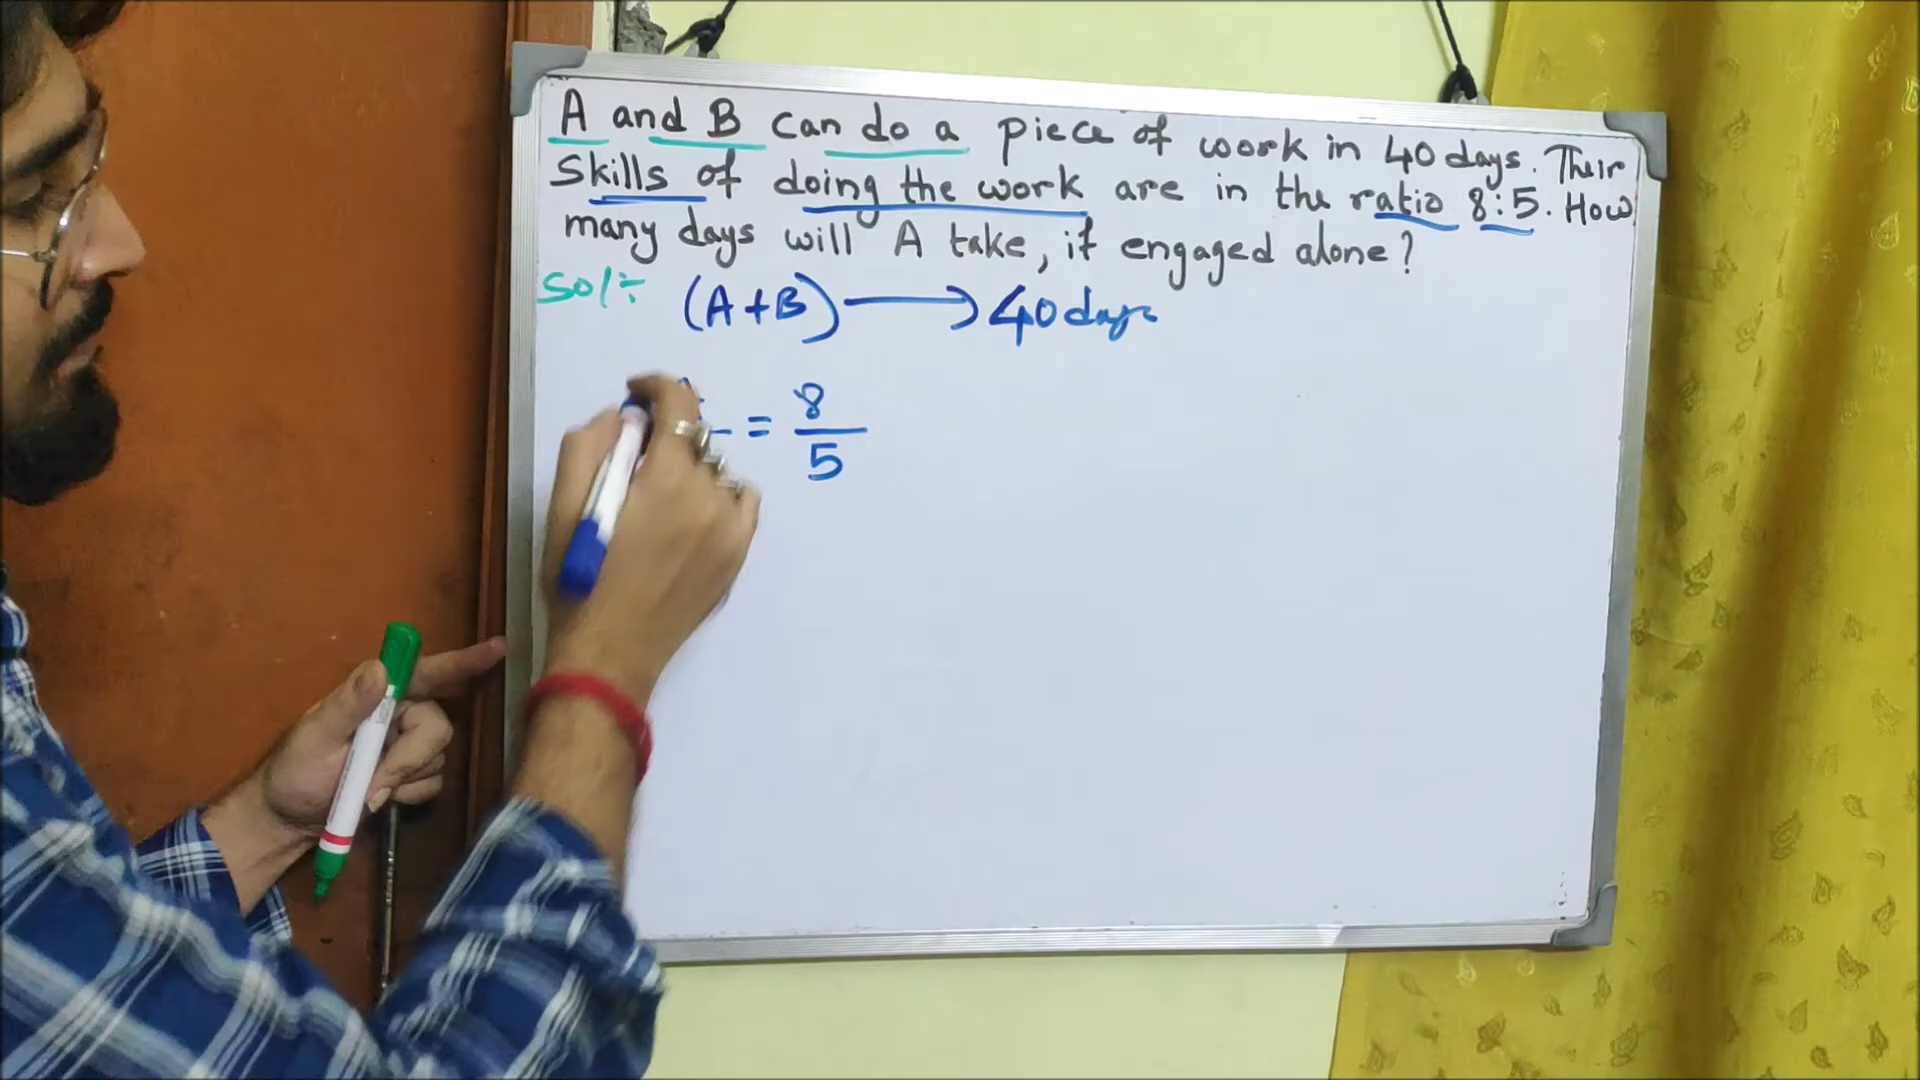 A and B can do a piece of work in 40 days. Their
Skills of doing the work are in the ratio 8:5. How
many days will A take, if engaged alone?
Sol÷ (A+B) → 40 days
= 8/5